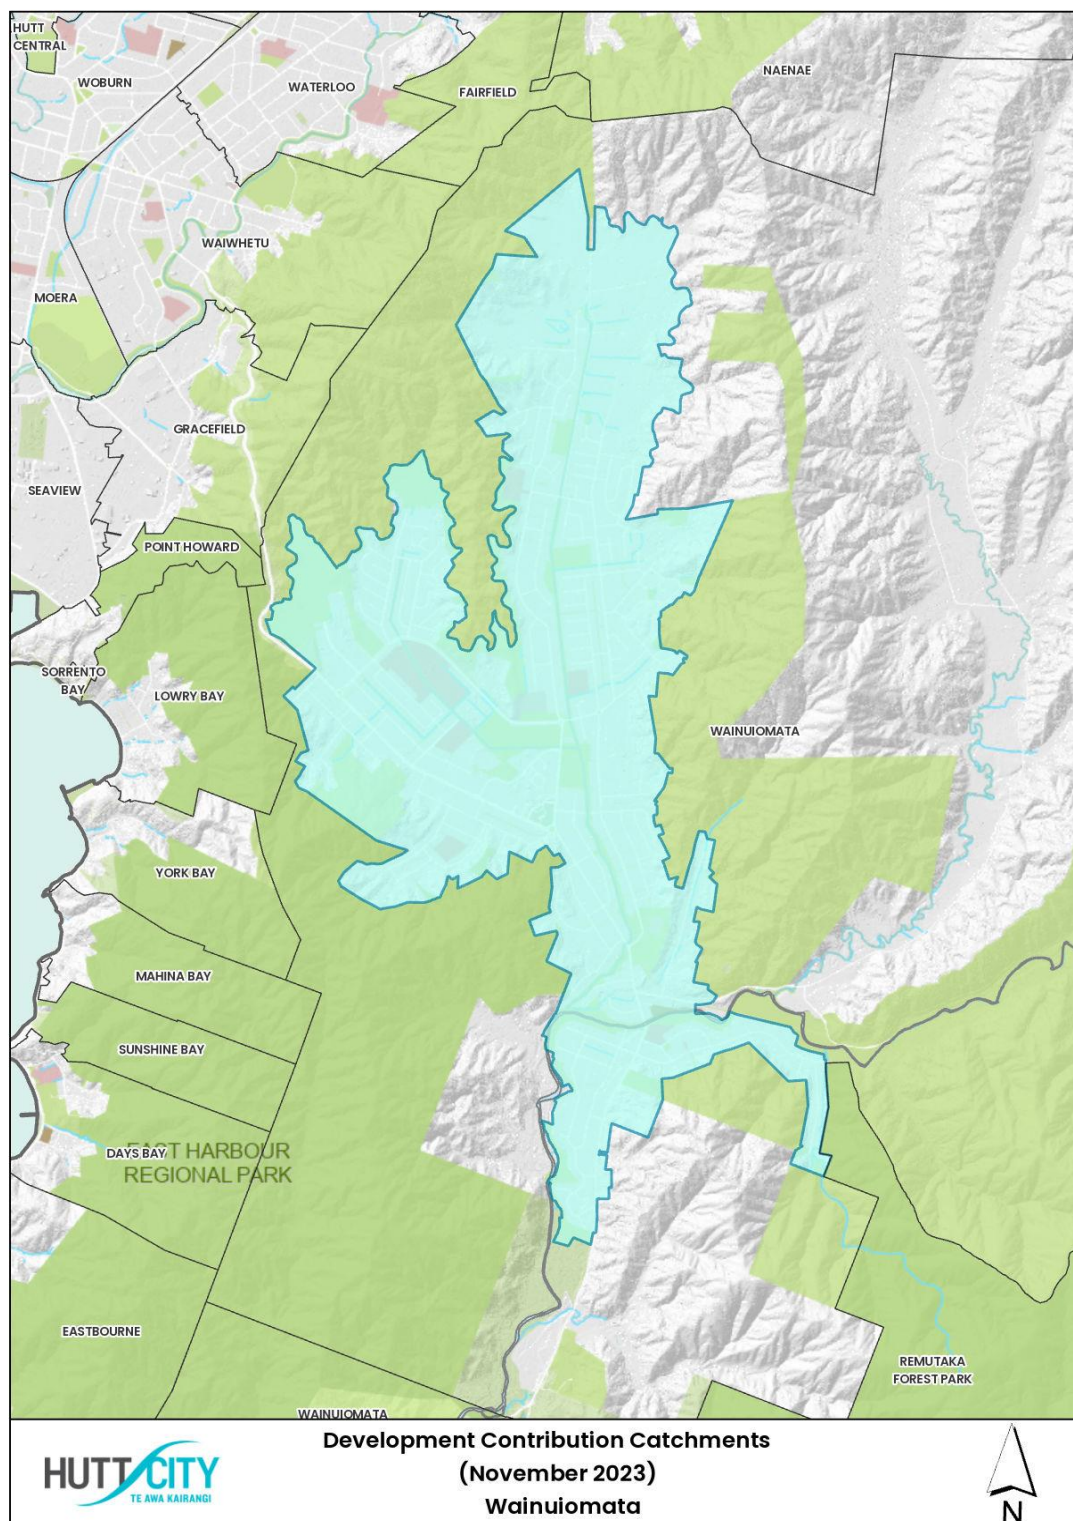 HUTT
CENTRAL
WOBURN
WATERLOO
FAIRFIELD
NAENAE
WAIWHETU
MOERA
GRACEFIELD
SEAVIEW
POINT HOWARD
SORRENTO
BAY
LOWRY BAY
WAINUIOMATA
YORK BAY
MAHINA BAY
SUNSHINE BAY
DAYS BAY
EAST HARBOUR
REGIONAL PARK
EASTBOURNE
REMUTAKA
FOREST PARK
WAINUIOMATA
HUTT CITY
TE AWA KAIRANGI
Development Contribution Catchments
(November 2023)
Wainuiomata
N